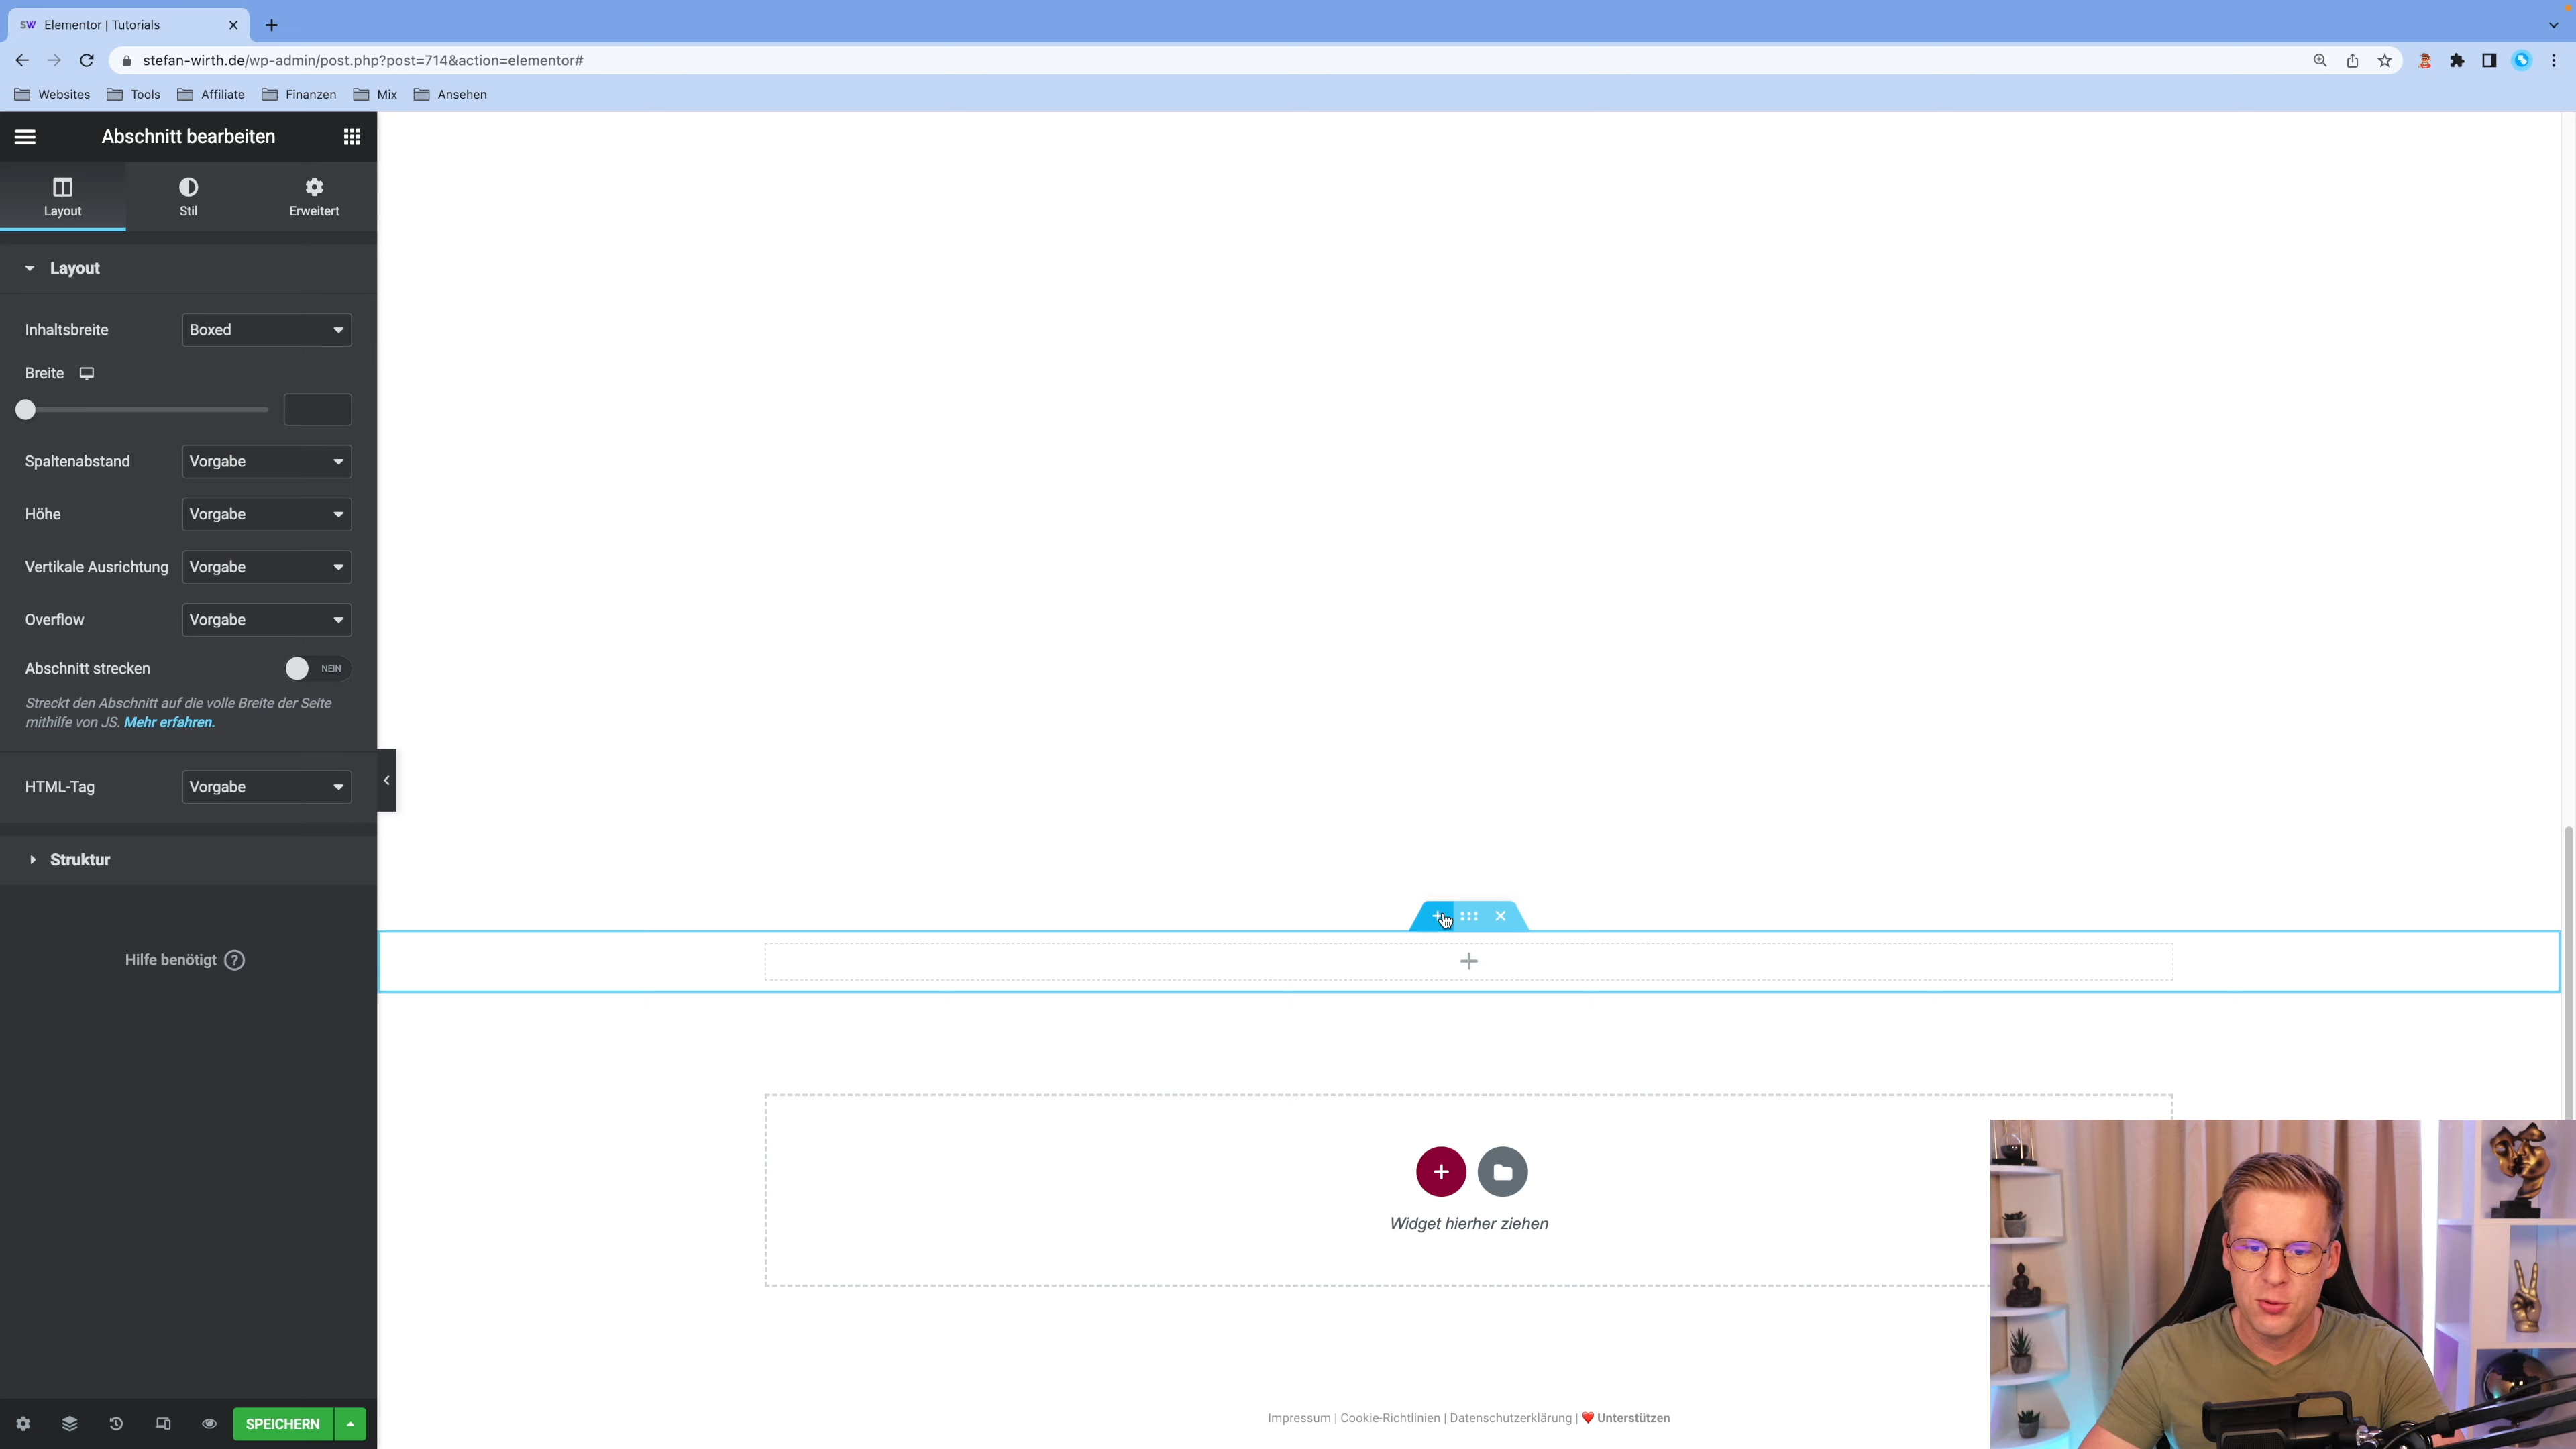 SW Elementor | Tutorials
stefan-wirth.de/wp-admin/post.php?post=714&action=elementor#
Websites Tools Affiliate Finanzen Mix Ansehen
Abschnitt bearbeiten
Layout Stil Erweitert
Layout
Inhaltsbreite Boxed
Breite
Spaltenabstand Vorgabe
Höhe Vorgabe
Vertikale Ausrichtung Vorgabe
Overflow Vorgabe
Abschnitt strecken NEIN
Streckt den Abschnitt auf die volle Breite der Seite
mithilfe von JS. Mehr erfahren.
HTML-Tag Vorgabe
Struktur
Hilfe benötigt ?
Widget hierher ziehen
Impressum | Cookie-Richtlinien | Datenschutzerklärung | ❤️ Unterstützen
SPEICHERN